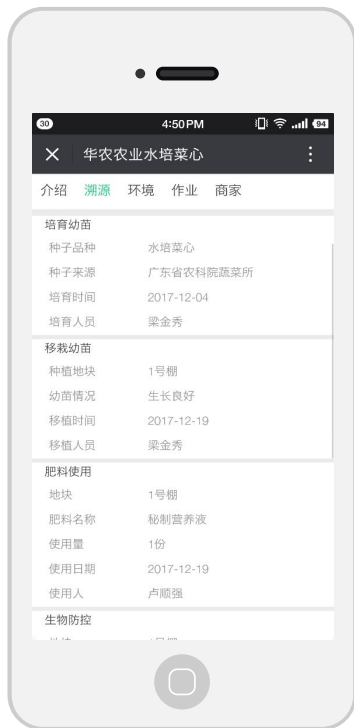 30 4:50PM 94
× 华农农业水培菜心
介绍 溯源 环境 作业 商家
培育幼苗
种子品种 水培菜心
种子来源 广东省农科院蔬菜所
培育时间 2017-12-04
培育人员 梁金秀
移栽幼苗
种植地块 1号棚
幼苗情况 生长良好
移植时间 2017-12-19
移植人员 梁金秀
肥料使用
地块 1号棚
肥料名称 秘制营养液
使用量 1份
使用日期 2017-12-19
使用人 卢顺强
生物防控